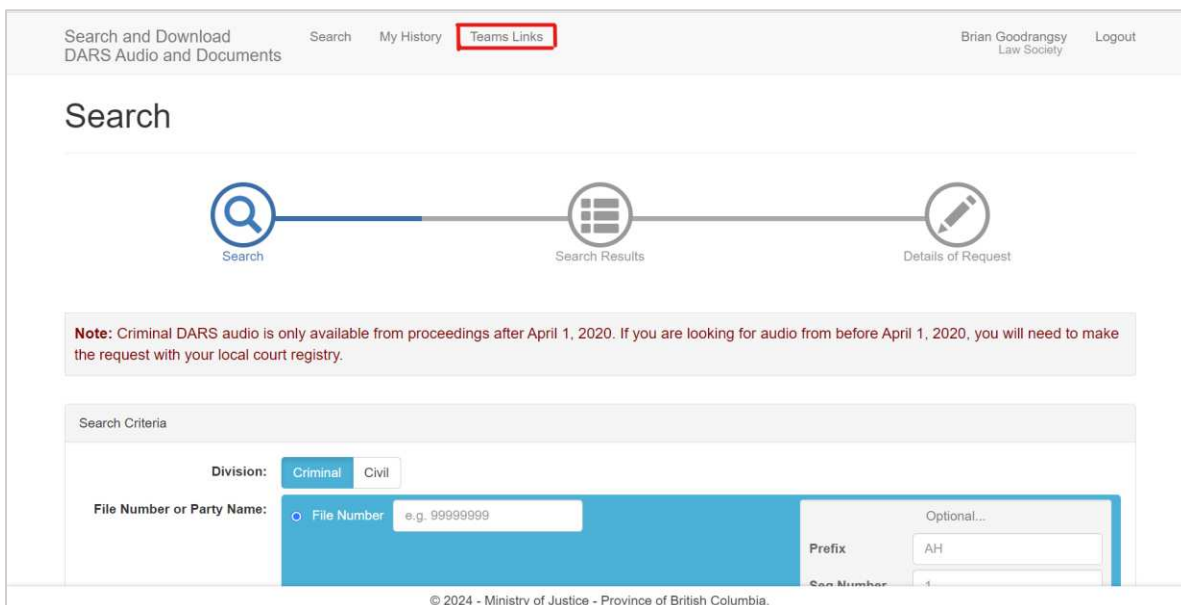 Search and Download
DARS Audio and Documents
Search
My History
Teams Links
Brian Goodrangsy
Law Society
Logout
Search
Search
Search Results
Details of Request
Note: Criminal DARS audio is only available from proceedings after April 1, 2020. If you are looking for audio from before April 1, 2020, you will need to make
the request with your local court registry.
Search Criteria
Division:
Criminal
Civil
File Number or Party Name:
File Number
e.g. 99999999
Optional...
Prefix
AH
Seq Number
1
© 2024 - Ministry of Justice - Province of British Columbia.